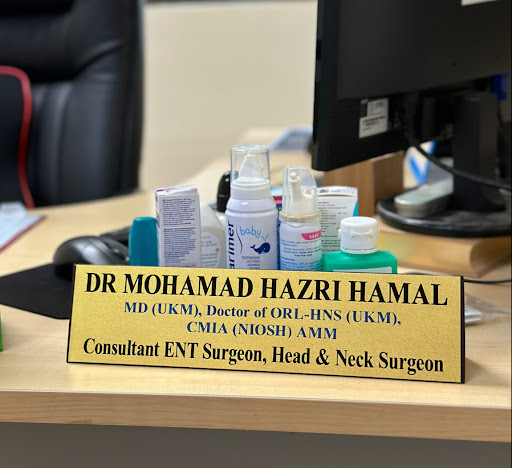 baby
DR MOHAMAD HAZRI HAMAL
MD (UKM), Doctor of ORL-HNS (UKM),
CMIA (NIOSH) AMM
Consultant ENT Surgeon, Head & Neck Surgeon